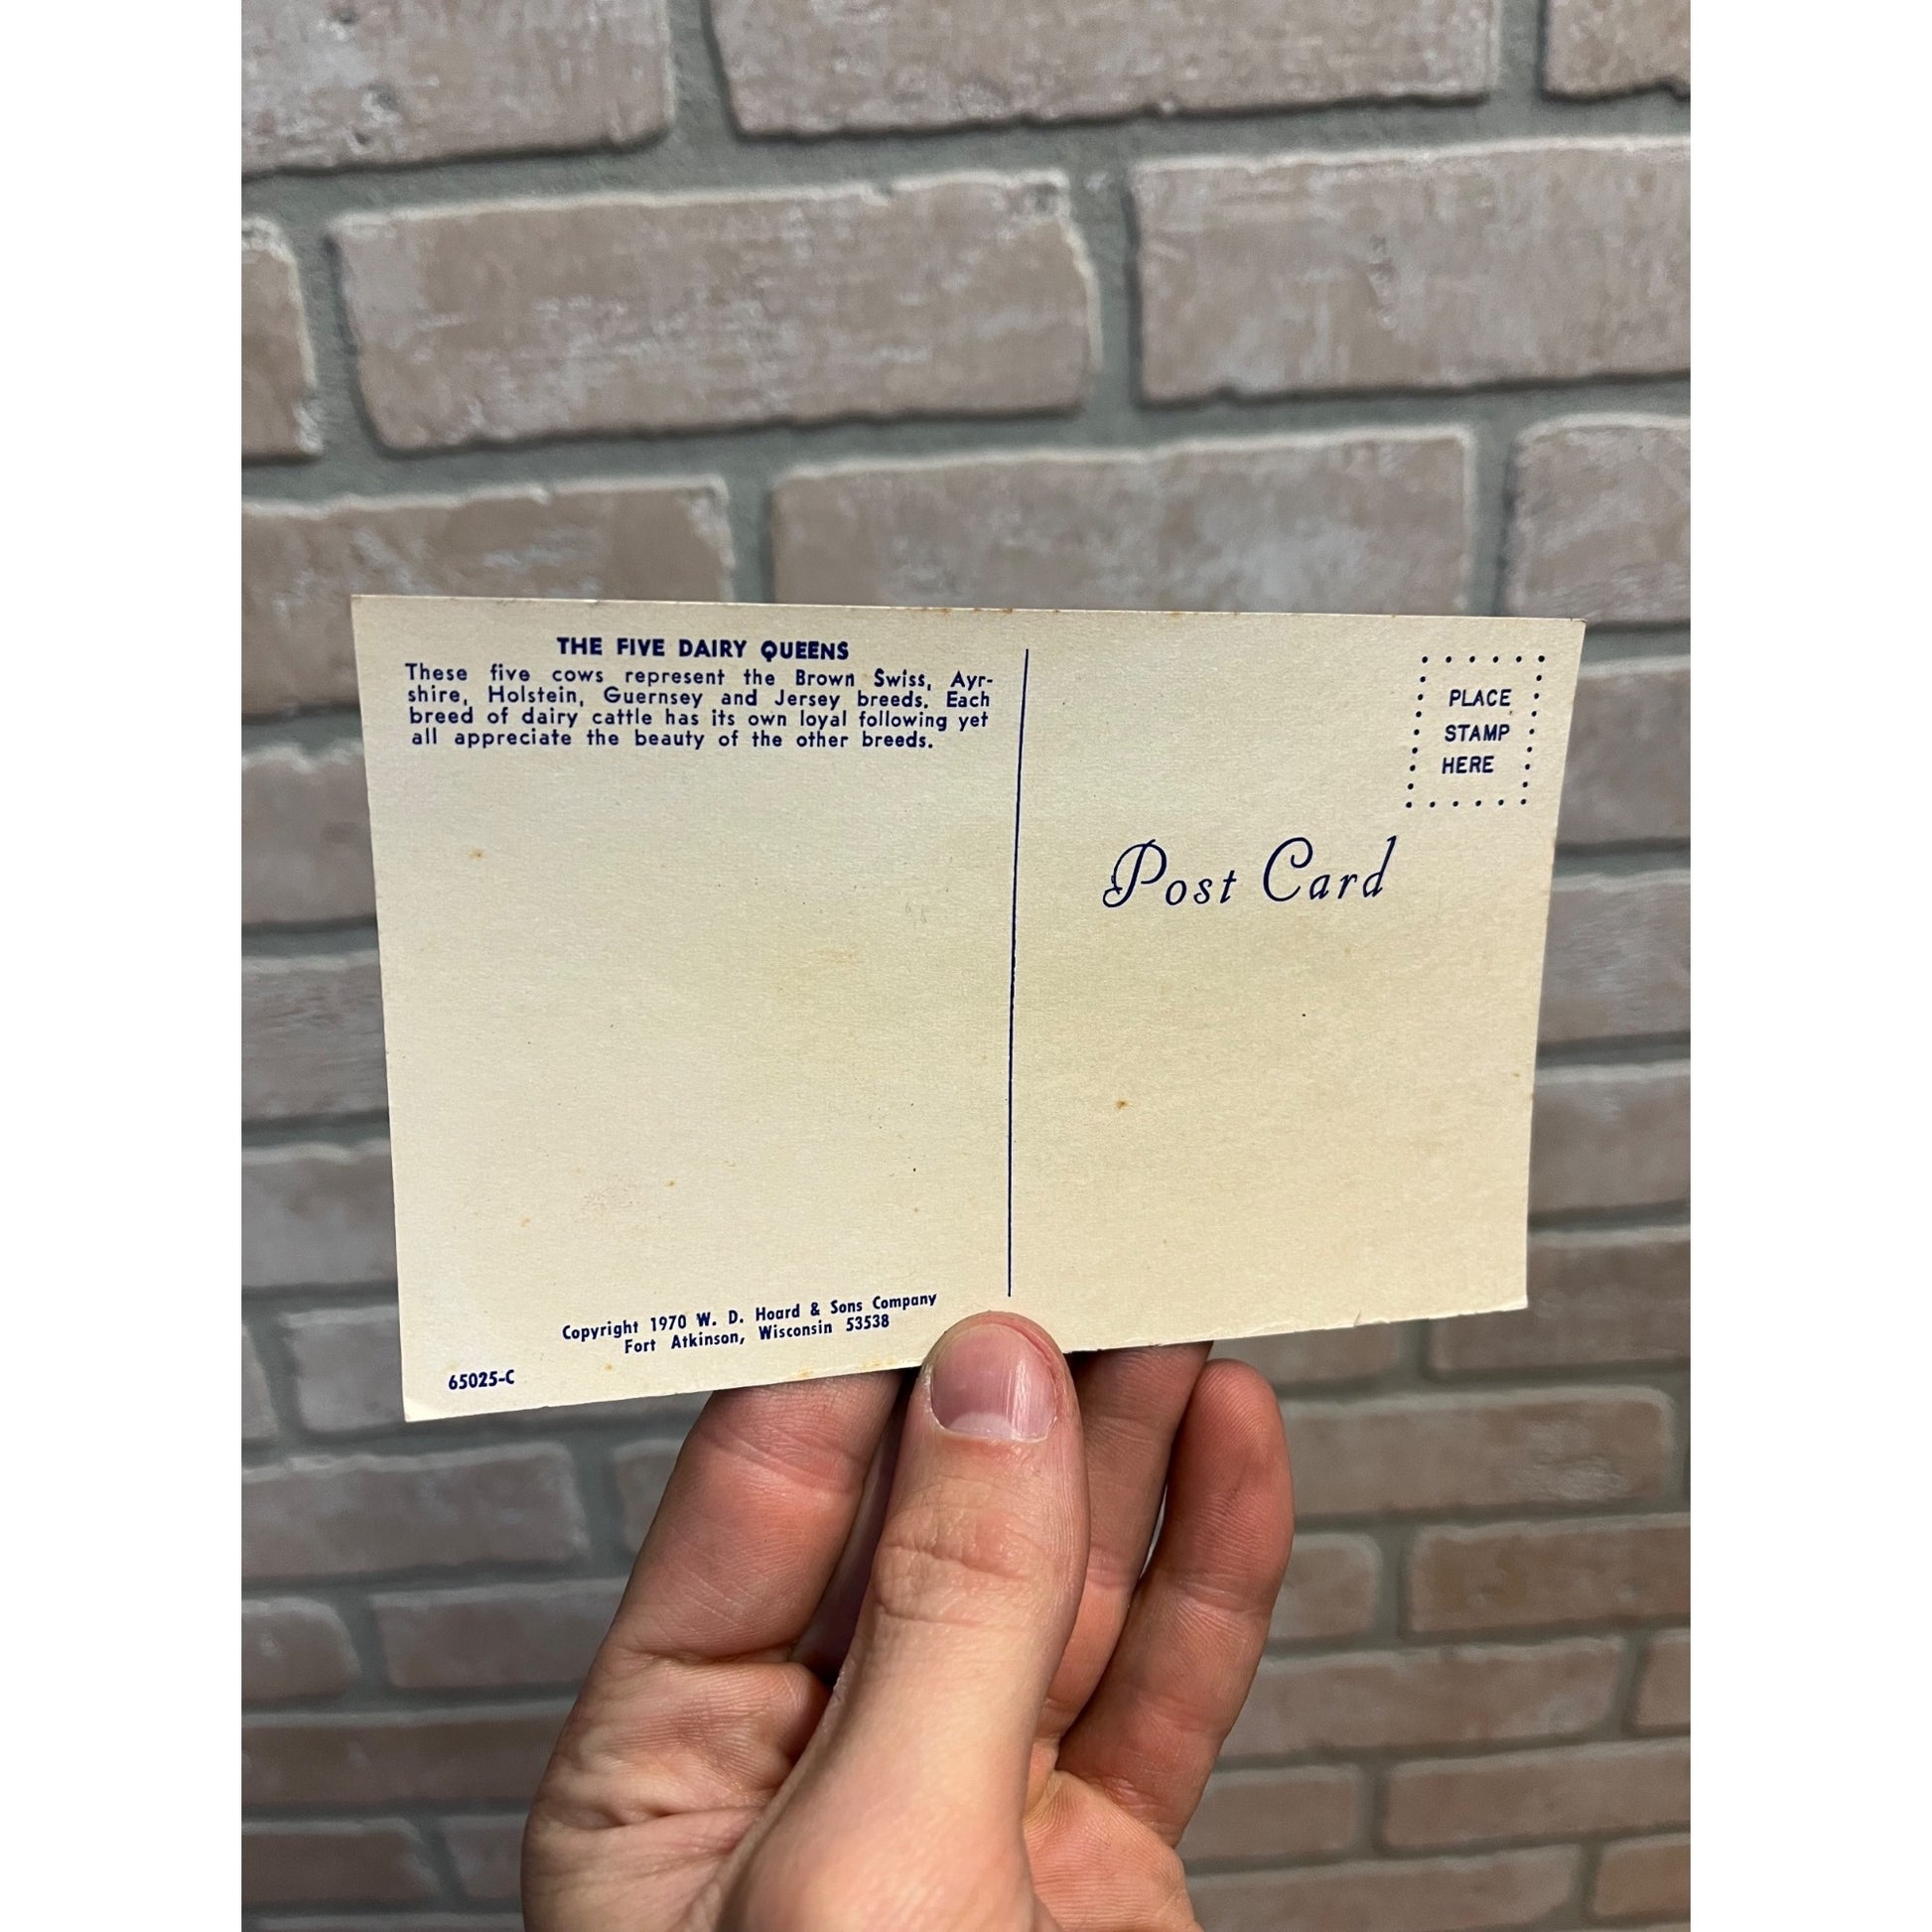 THE FIVE DAIRY QUEENS
These five cows represent the Brown Swiss, Ayr-
shire, Holstein, Guernsey and Jersey breeds. Each
breed of dairy cattle has its own loyal following yet
all appreciate the beauty of the other breeds.
PLACE
STAMP
HERE
Post Card
Copyright 1970 W. D. Hoard & Sons Company
Fort Atkinson, Wisconsin 53538
65025-C